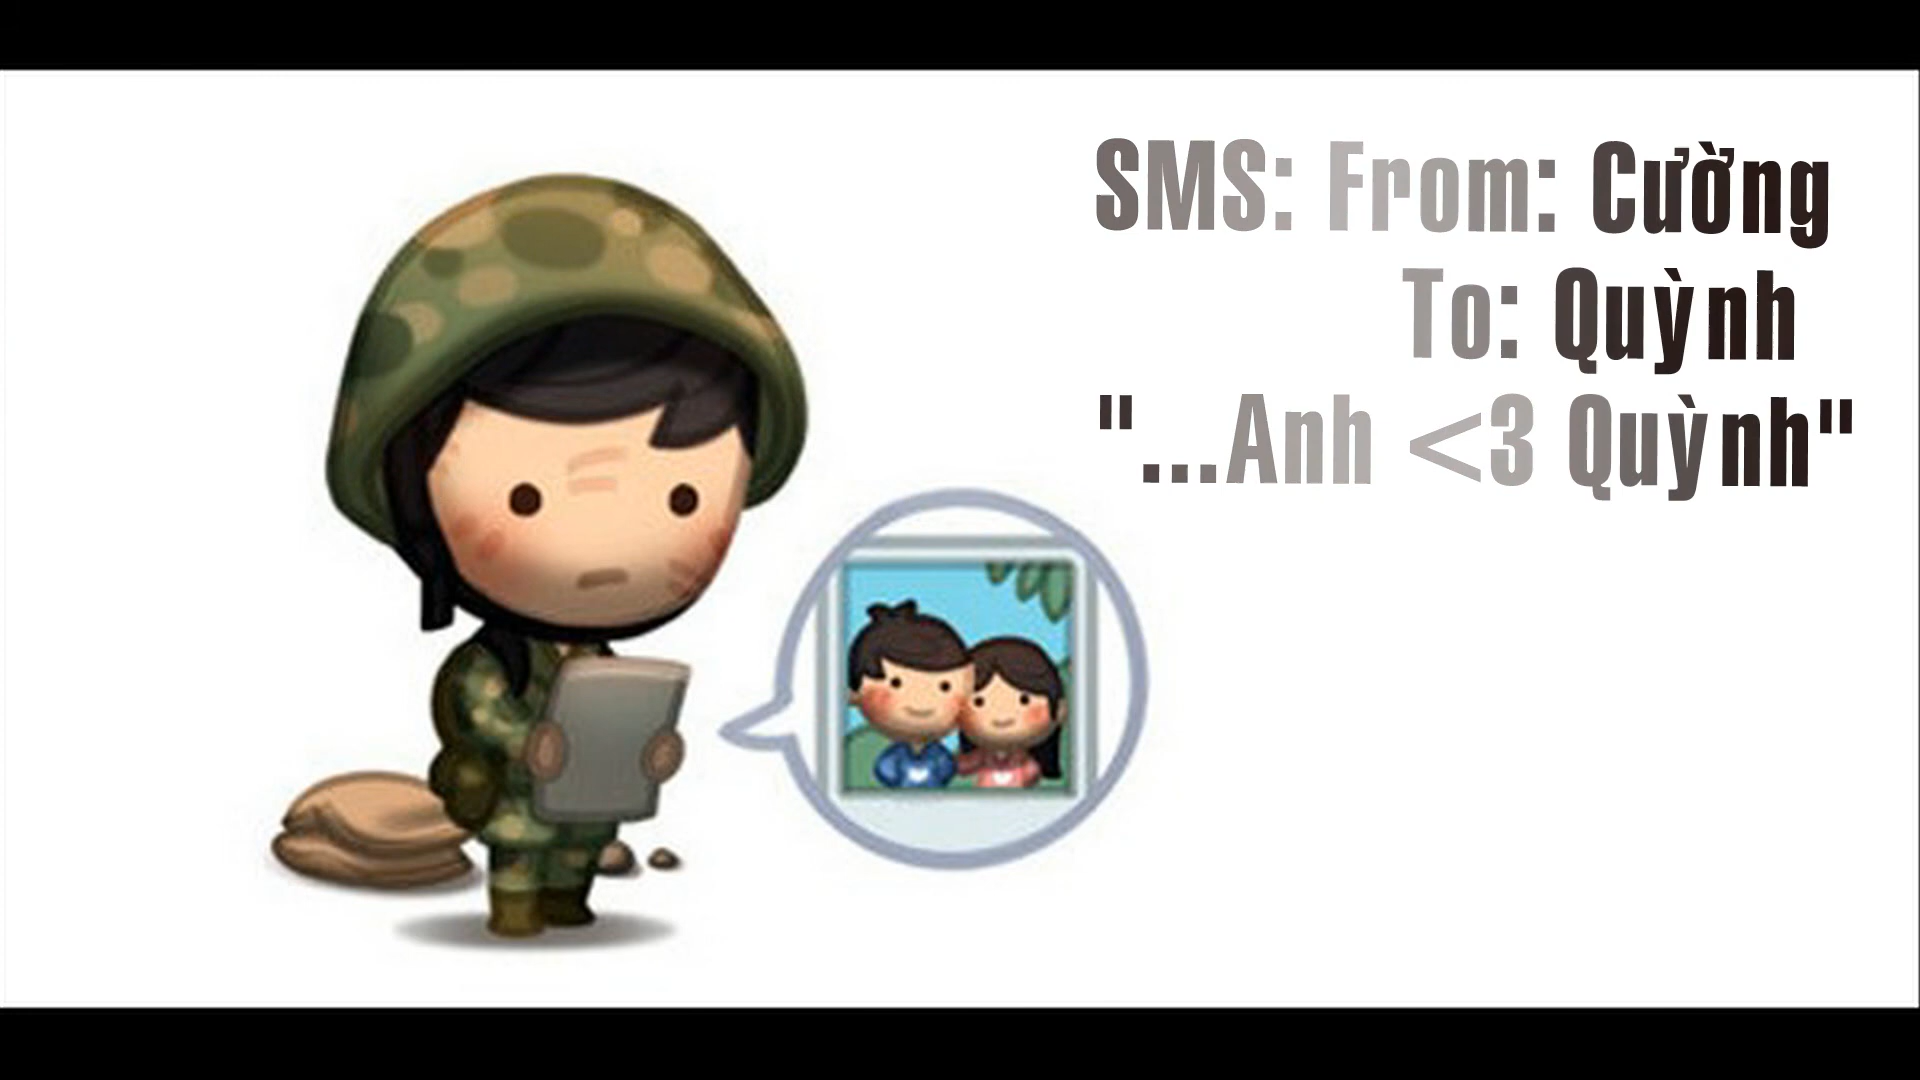 SMS: From: Cường
To: Quỳnh
"...Anh <3 Quỳnh"